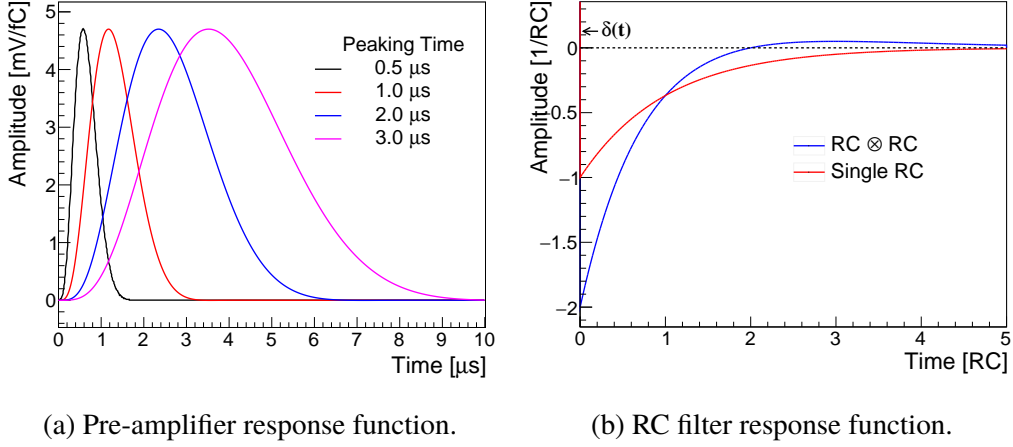 Amplitude [mV/fC]
5
4
3
2
1
0
Peaking Time
0.5 μs
1.0 μs
2.0 μs
3.0 μs
0 1 2 3 4 5 6 7 8 9 10
Time [μs]
(a) Pre-amplifier response function.
Amplitude [1/RC]
δ(t)
0
−0.5
−1
−1.5
−2
RC ⊗ RC
Single RC
0 1 2 3 4 5
Time [RC]
(b) RC filter response function.